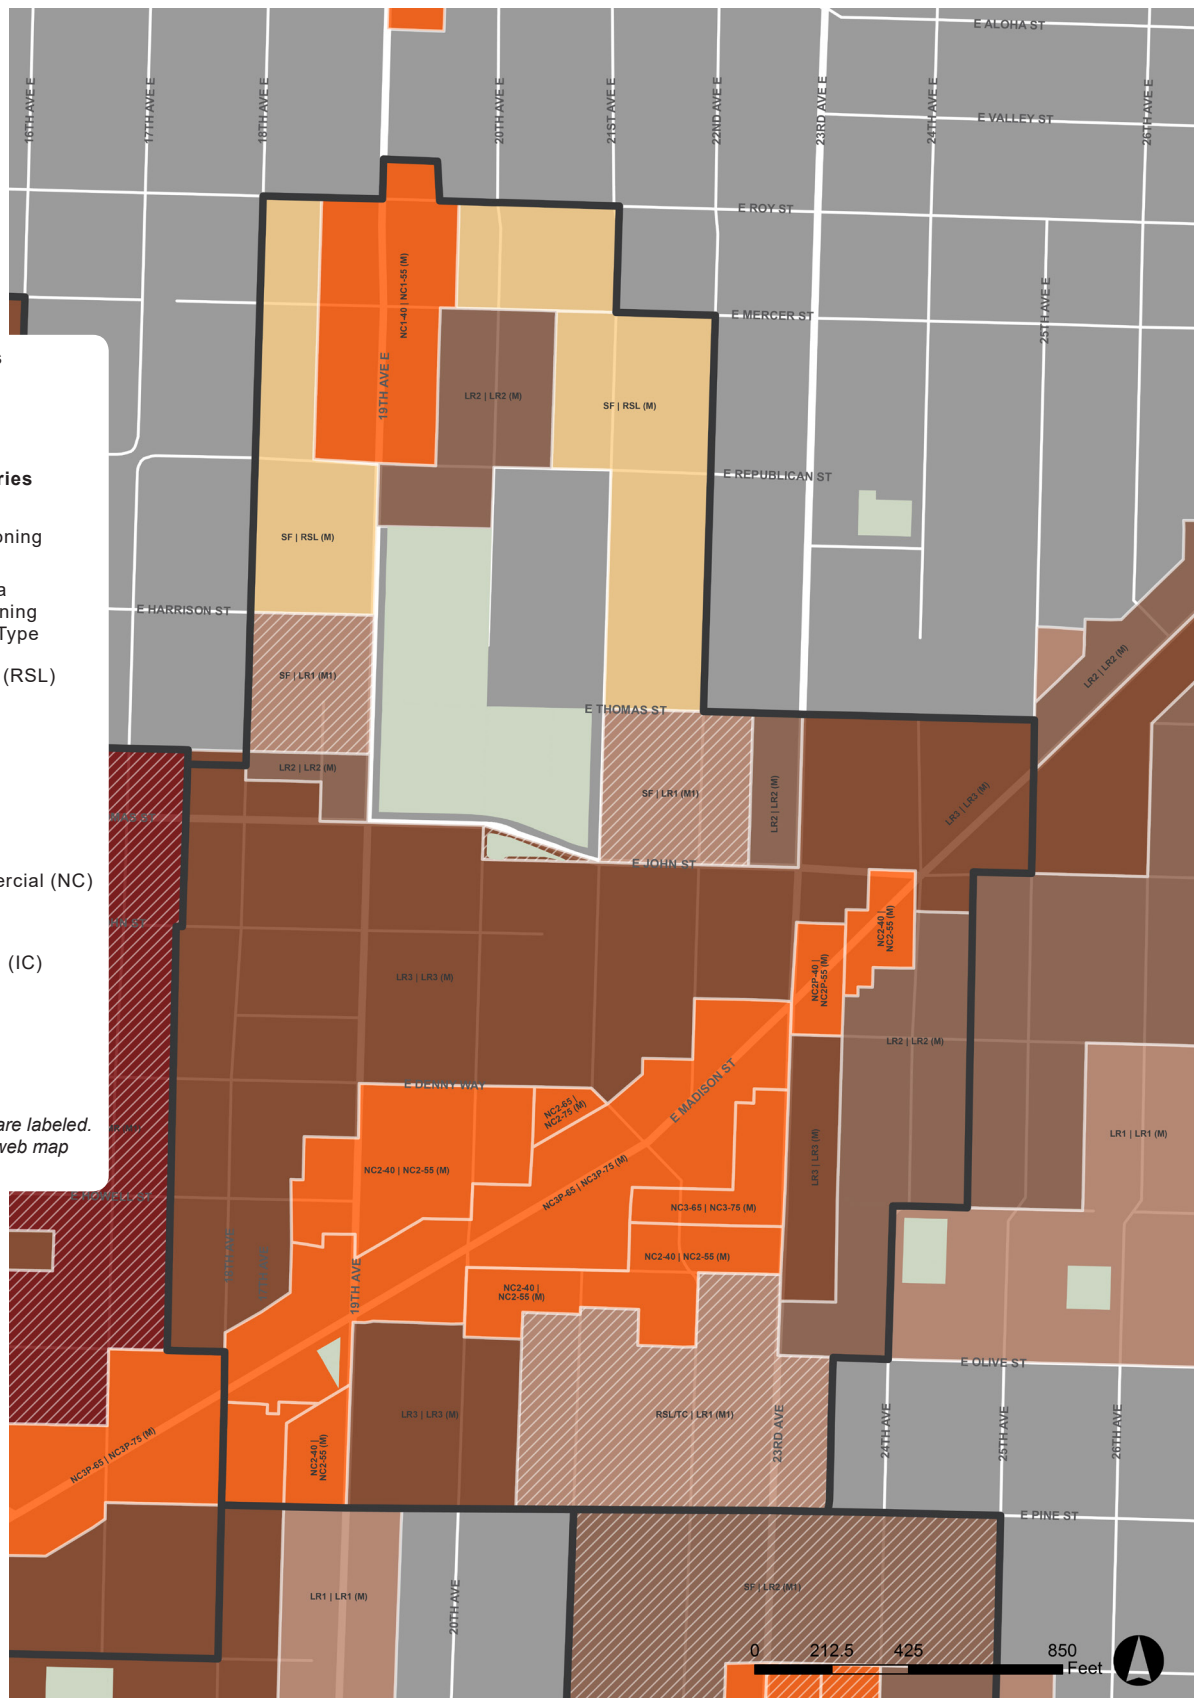 E ALOHA ST
16TH AVE E
17TH AVE E
18TH AVE E
20TH AVE E
21ST AVE E
22ND AVE E
23RD AVE E
24TH AVE E
26TH AVE E
E VALLEY ST
E ROY ST
NC1-40 | NC1-55 (M)
25TH AVE E
E MERCER ST
19TH AVE E
LR2 | LR2 (M)
SF | RSL (M)
E REPUBLICAN ST
ries
SF | RSL (M)
oning
a
ning
Type
E HARRISON ST
(RSL)
SF | LR1 (M1)
LR2 | LR2 (M)
E THOMAS ST
LR2 | LR2 (M)
SF | LR1 (M1)
LR2 | LR2 (M)
LR3 | LR3 (M)
E JOHN ST
ercial (NC)
NC2-40 |
NC2-55 (M)
NC2P-40 |
NC2P-55 (M)
(IC)
LR3 | LR3 (M)
LR2 | LR2 (M)
E DENNY WAY
NC2-65 |
NC2-75 (M)
E MADISON ST
are labeled.
web map
LR1 | LR1 (M)
NC2-40 | NC2-55 (M)
NC3P-65 | NC3P-75 (M)
LR3 | LR3 (M)
E HOWELL ST
NC3-65 | NC3-75 (M)
NC2-40 | NC2-55 (M)
19TH AVE
NC2-40 |
NC2-55 (M)
E OLIVE ST
LR3 | LR3 (M)
RSL/TC | LR1 (M1)
23RD AVE
24TH AVE
25TH AVE
26TH AVE
NC3P-65 | NC3P-75 (M)
NC2-40 |
NC2-55 (M)
E PINE ST
LR1 | LR1 (M)
20TH AVE
SF | LR2 (M1)
0 212.5 425 850
Feet